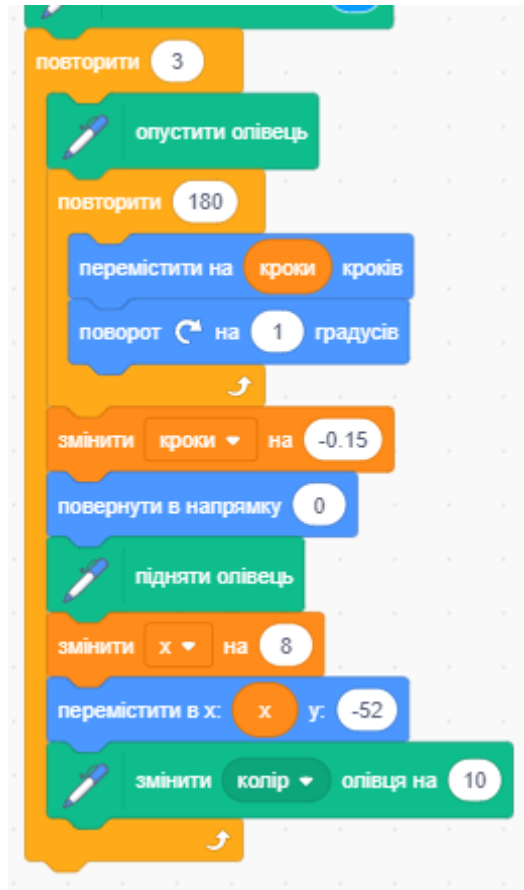 повторити 3
опустити олівець
повторити 180
перемістити на кроки кроків
поворот на 1 градусів
змінити кроки на -0.15
повернути в напрямку 0
підняти олівець
змінити x на 8
перемістити в x: x y: -52
змінити колір олівця на 10